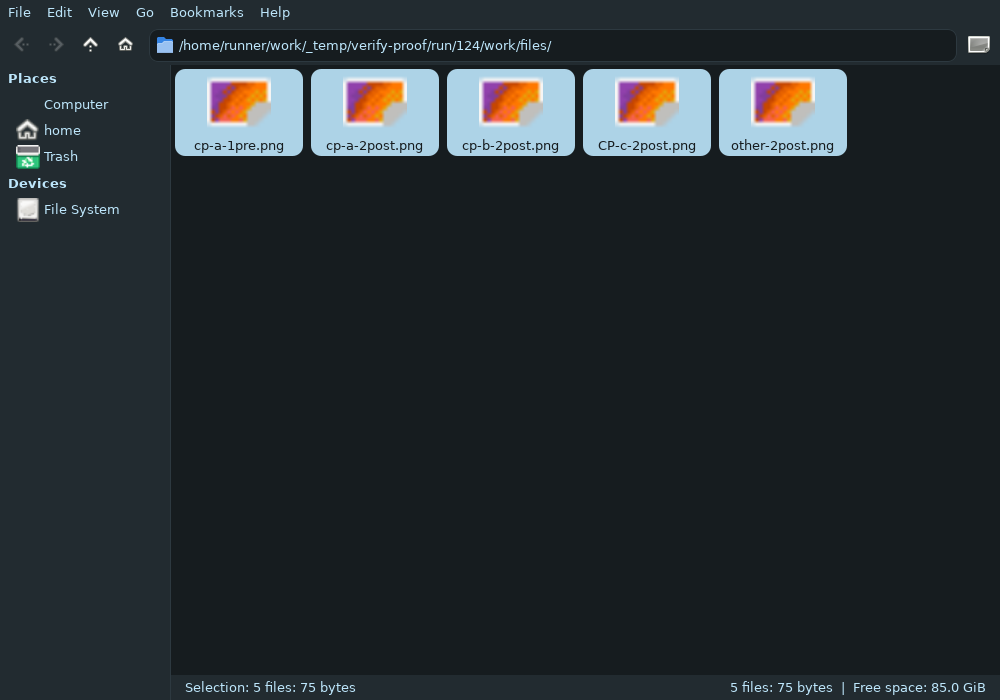 File Edit View Go Bookmarks Help
/home/runner/work/_temp/verify-proof/run/124/work/files/
Places
Computer
home
Trash
Devices
File System
cp-a-1pre.png cp-a-2post.png cp-b-2post.png CP-c-2post.png other-2post.png
Selection: 5 files: 75 bytes 5 files: 75 bytes | Free space: 85.0 GiB